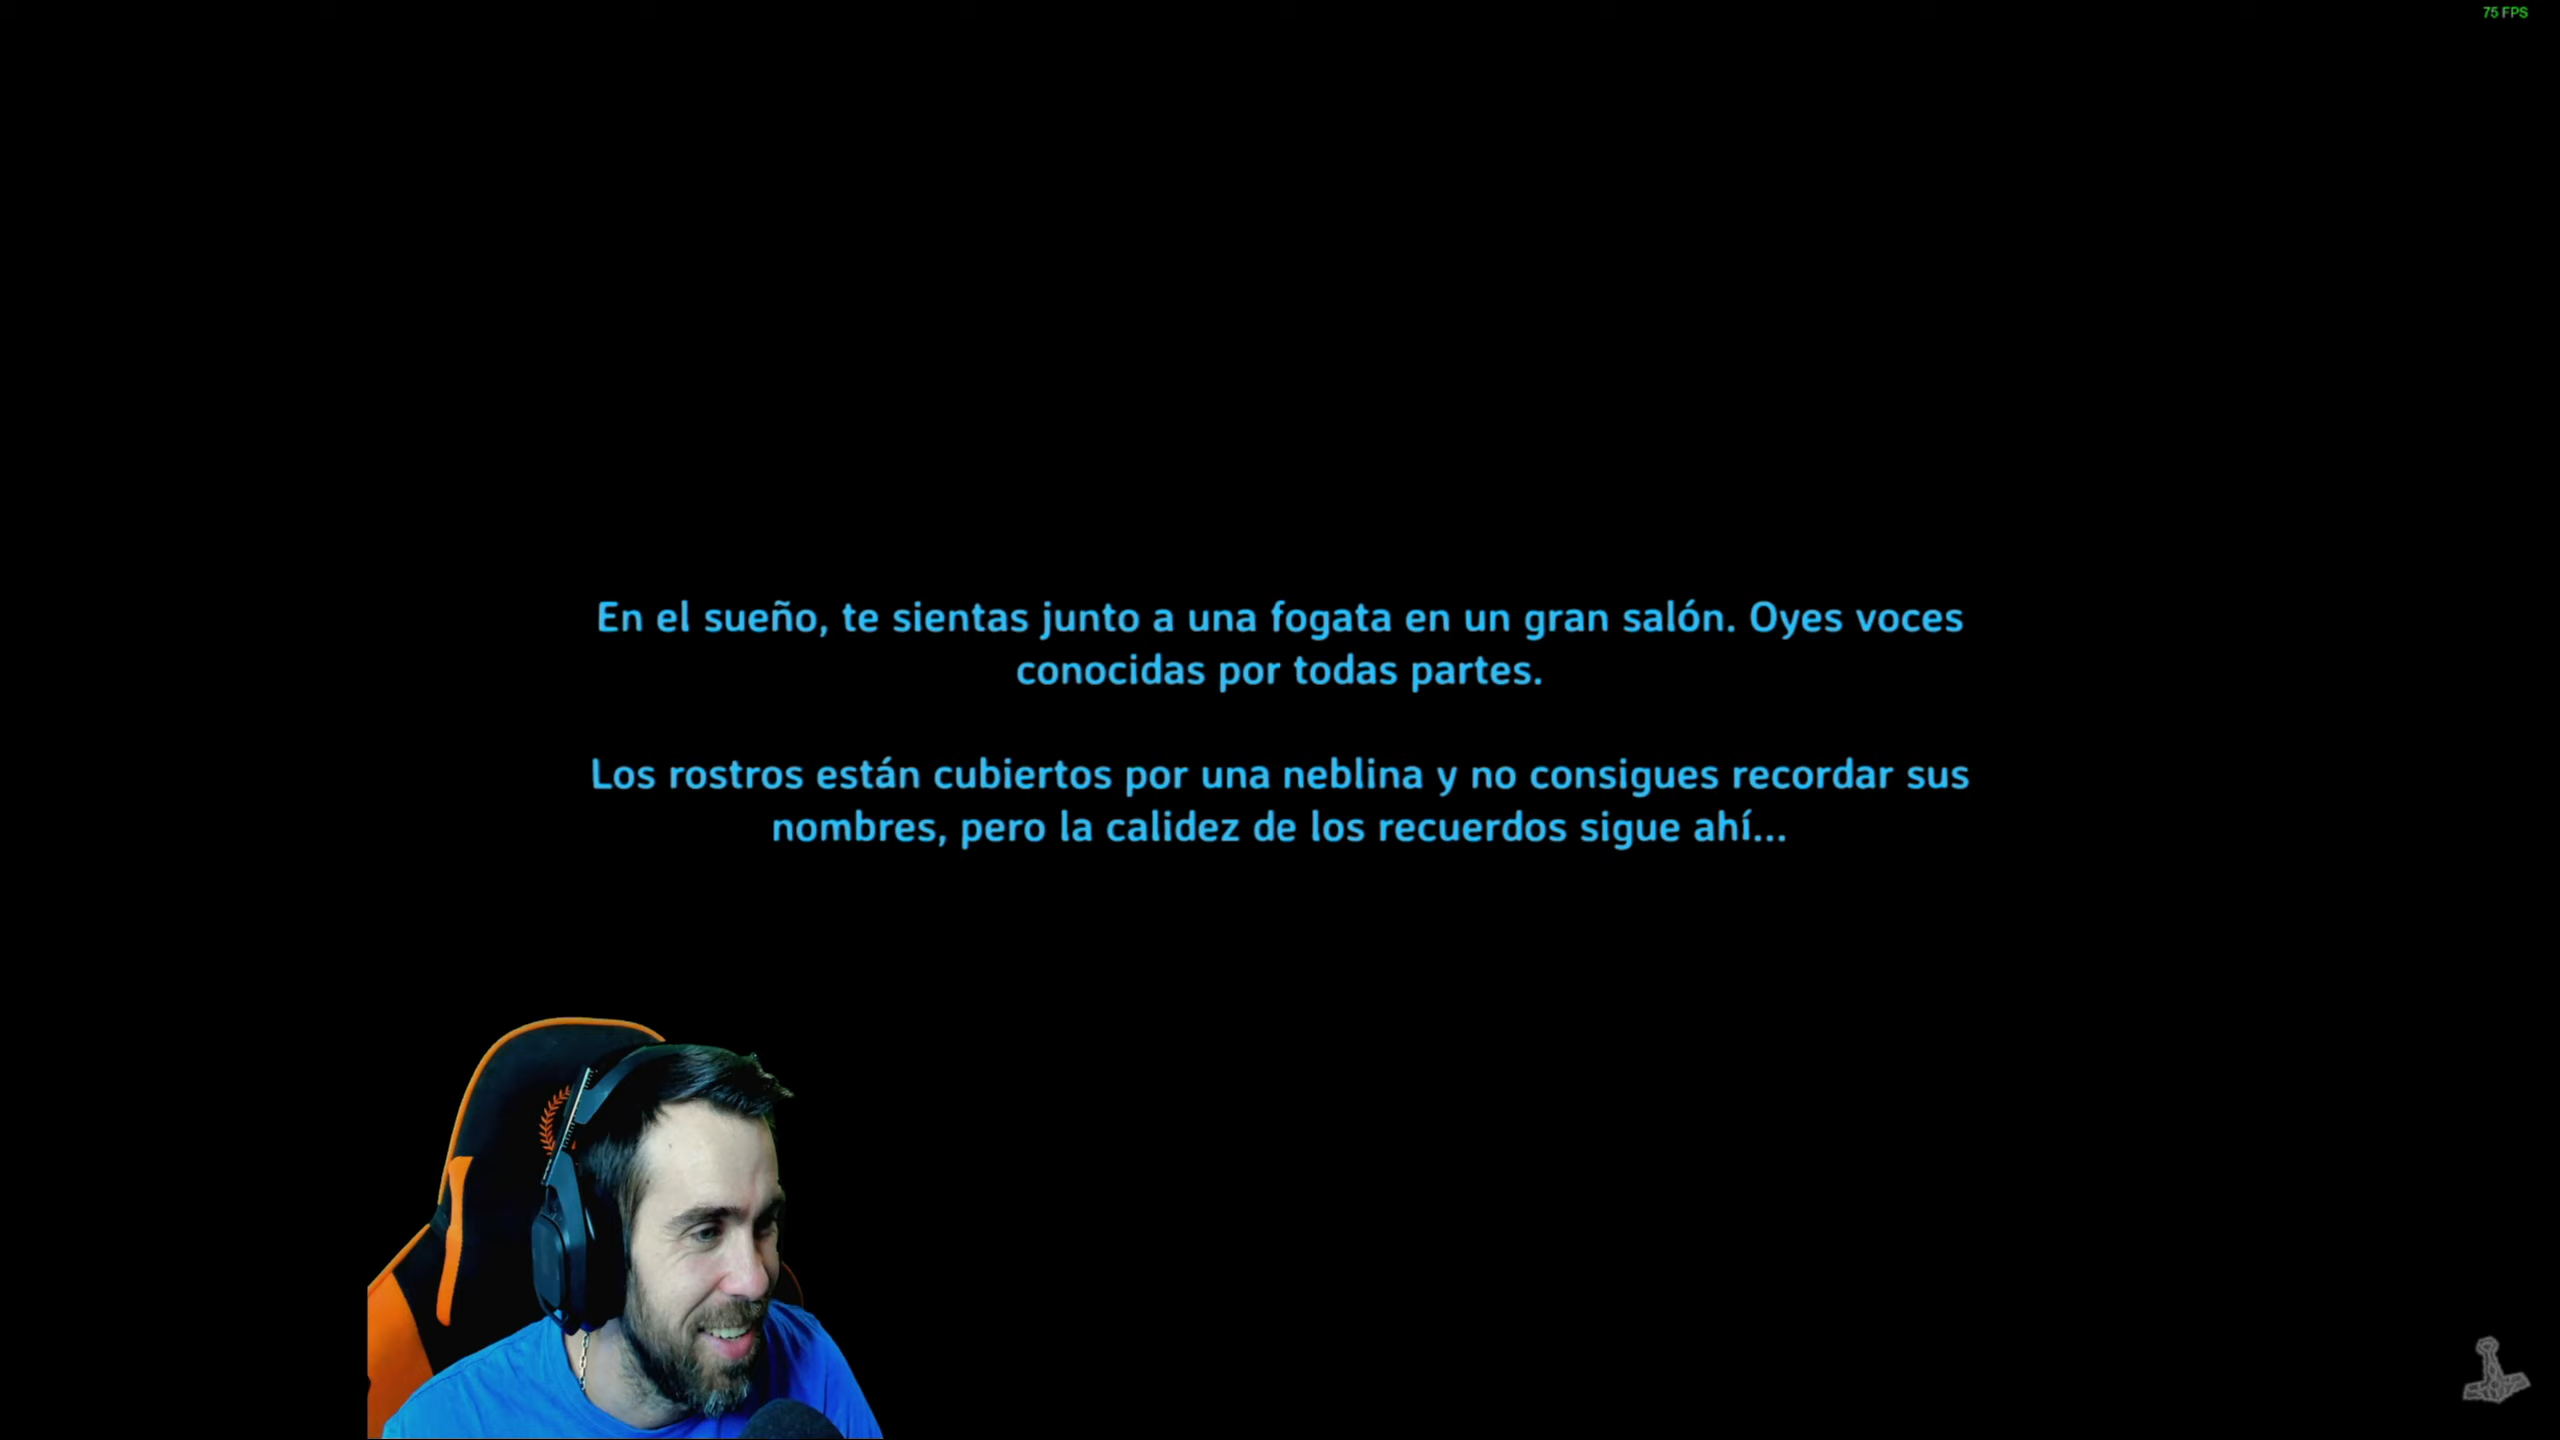 75 FPS
En el sueño, te sientas junto a una fogata en un gran salón. Oyes voces
conocidas por todas partes.
Los rostros están cubiertos por una neblina y no consigues recordar sus
nombres, pero la calidez de los recuerdos sigue ahí...